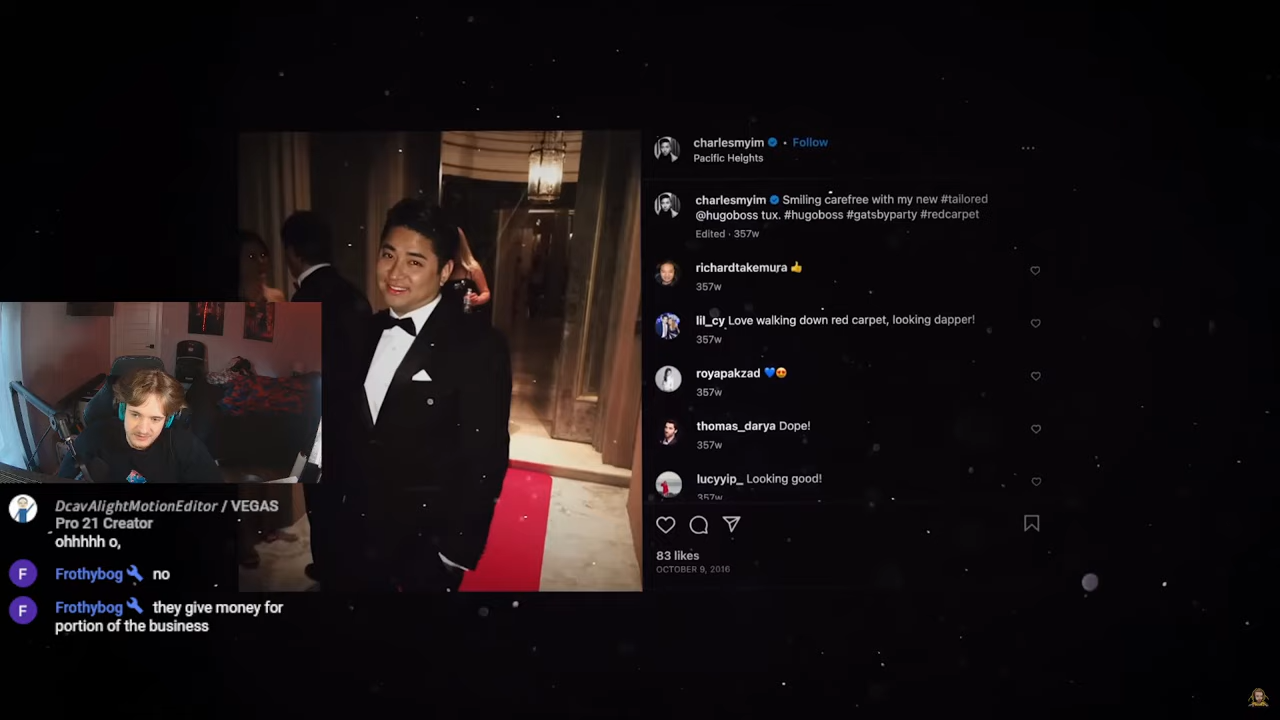 charlesmyim • Follow
Pacific Heights
charlesmyim Smiling carefree with my new #tailored
@hugoboss tux. #hugoboss #gatsbyparty #redcarpet
Edited · 357w
richardtakemura 👍
357w
lil_cy Love walking down red carpet, looking dapper!
357w
royapakzad 💙😍
357w
thomas_darya Dope!
357w
lucyyip_ Looking good!
357w
83 likes
OCTOBER 9, 2016
DcavAlightMotionEditor / VEGAS
Pro 21 Creator
ohhhhh o,
F Frothybog 🔧 no
F Frothybog 🔧 they give money for
portion of the business